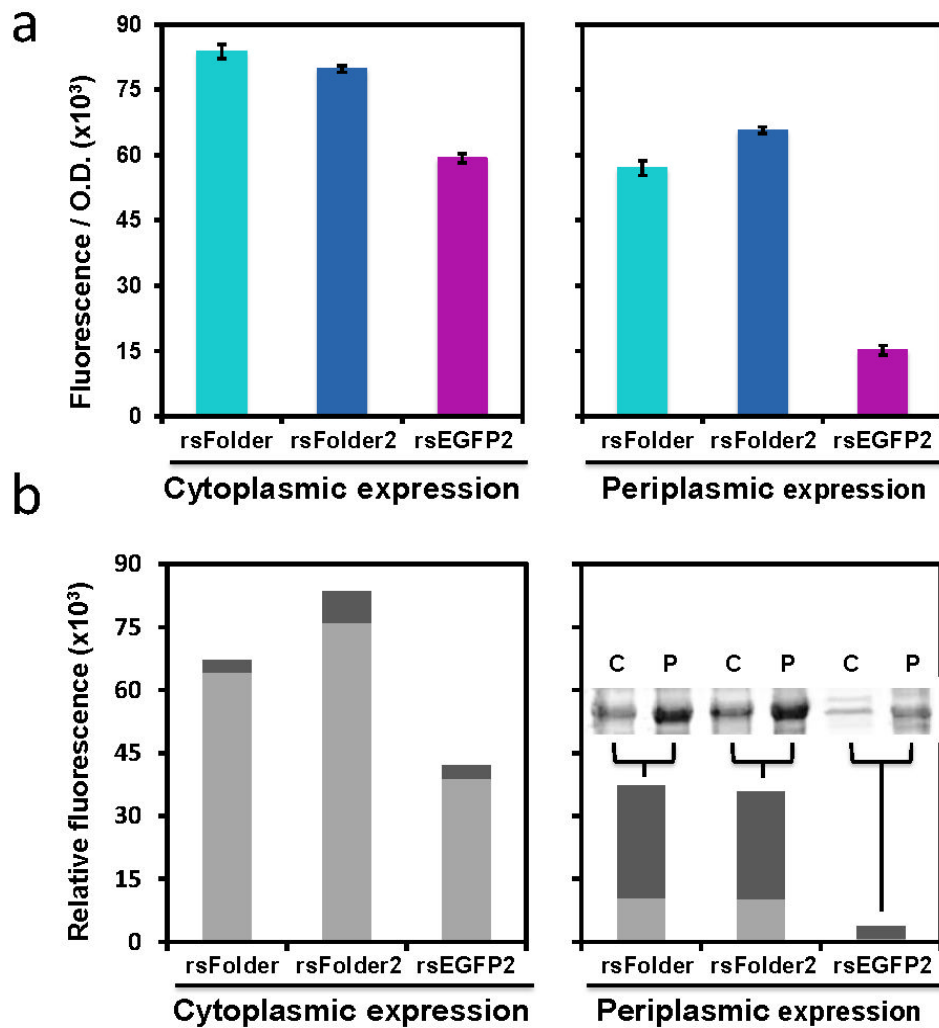 a
Fluorescence / O.D. (x10³)
90
75
60
45
30
15
0
rsFolder rsFolder2 rsEGFP2
Cytoplasmic expression
rsFolder rsFolder2 rsEGFP2
Periplasmic expression
b
Relative fluorescence (x10³)
90
75
60
45
30
15
0
rsFolder rsFolder2 rsEGFP2
Cytoplasmic expression
C P C P C P
rsFolder rsFolder2 rsEGFP2
Periplasmic expression